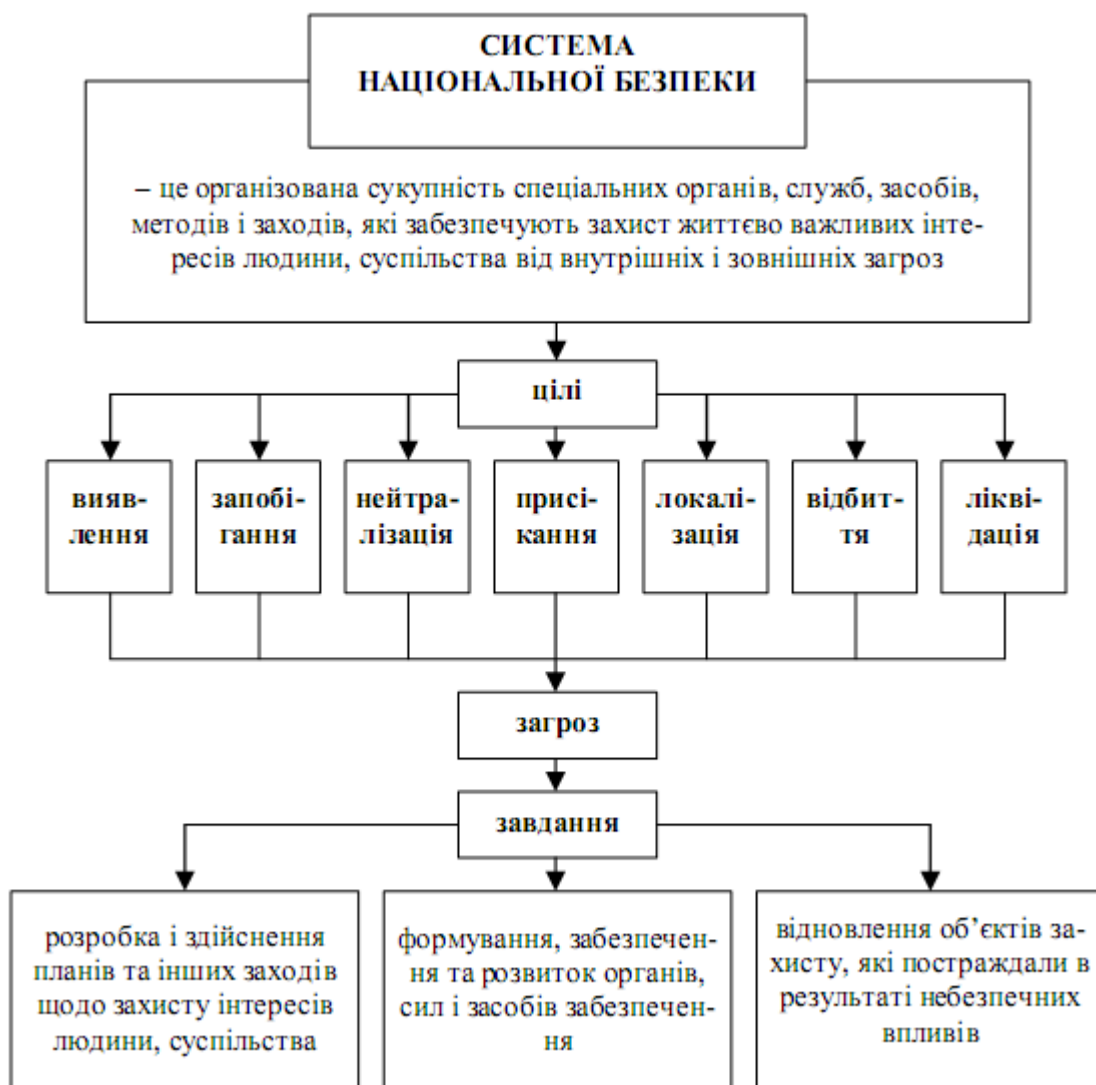 СИСТЕМА
НАЦІОНАЛЬНОЇ БЕЗПЕКИ
– це організована сукупність спеціальних органів, служб, засобів,
методів і заходів, які забезпечують захист життєво важливих інте-
ресів людини, суспільства від внутрішніх і зовнішніх загроз
цілі
вияв-
лення
запобі-
гання
нейтра-
лізація
присі-
кання
локалі-
зація
відбит-
тя
лікві-
дація
загроз
завдання
розробка і здійснення
планів та інших заходів
щодо захисту інтересів
людини, суспільства
формування, забезпечен-
ня та розвиток органів,
сил і засобів забезпечен-
ня
відновлення об’єктів за-
хисту, які постраждали в
результаті небезпечних
впливів